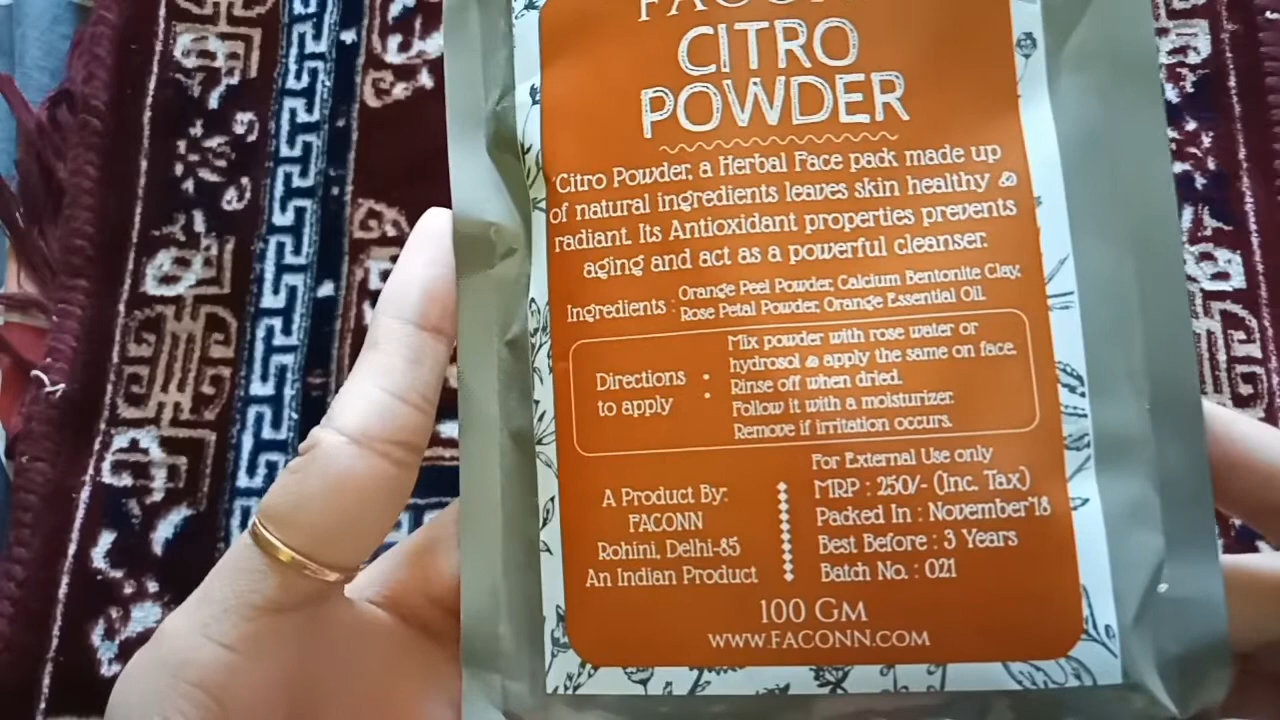 FACONN
CITRO
POWDER
'Citro Powder, a Herbal Face pack made up
of natural ingredients leaves skin healthy &
radiant. Its Antioxidant properties prevents
aging and act as a powerful cleanser.
Ingredients : Orange Peel Powder, Calcium Bentonite Clay,
Rose Petal Powder, Orange Essential Oil.
Directions
to apply :
Mix powder with rose water or
hydrosol & apply the same on face.
Rinse off when dried.
Follow it with a moisturizer.
Remove if irritation occurs.
A Product By:
FACONN
Rohini, Delhi-85
An Indian Product
For External Use only
MRP : 250/- (Inc. Tax)
Packed In : November'18
Best Before : 3 Years
Batch No. : 021
100 GM
WWW.FACONN.COM